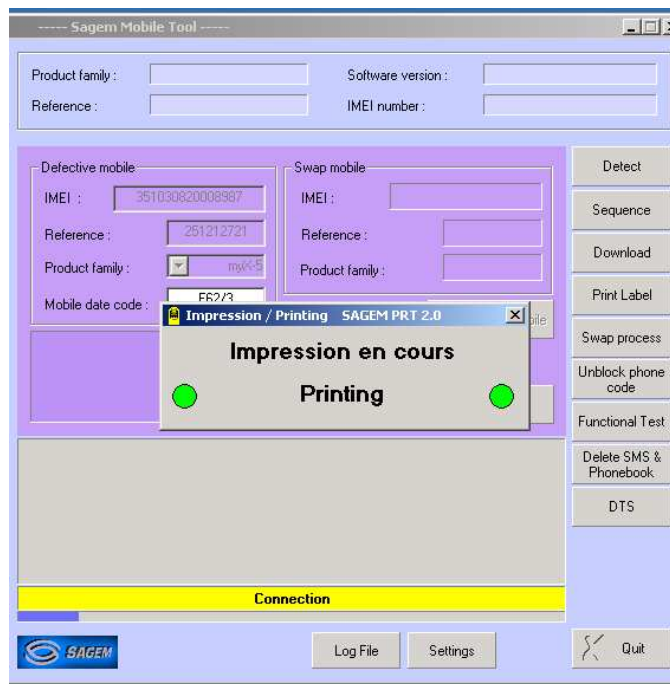 ----- Sagem Mobile Tool -----
Product family :
Software version :
Reference :
IMEI number :
Defective mobile
Swap mobile
IMEI :
351030820008987
IMEI :
Reference :
251212721
Reference :
Product family :
myX-5
Product family :
Mobile date code :
F62/3
Impression / Printing SAGEM PRT 2.0
Impression en cours
Printing
Detect
Sequence
Download
Print Label
Swap process
Unblock phone
code
Functional Test
Delete SMS &
Phonebook
DTS
Connection
SAGEM
Log File
Settings
Quit